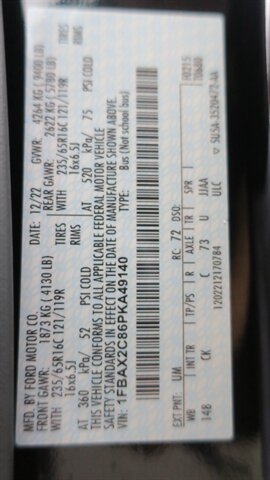 MFD. BY FORD MOTOR CO.
DATE: 12/22 GVWR: 4264 KG (9400 LB)
FRONT GAWR: 1873 KG (4130 LB) REAR GAWR: 2622 KG (5780 LB)
WITH 235/65R16C 121/119R TIRES WITH 235/65R16C 121/119R TIRES
16x6.5J RIMS 16x6.5J RIMS
AT 360 kPa/ 52 PSI COLD AT 520 kPa/ 75 PSI COLD
THIS VEHICLE CONFORMS TO ALL APPLICABLE FEDERAL MOTOR VEHICLE
SAFETY STANDARDS IN EFFECT ON THE DATE OF MANUFACTURE SHOWN ABOVE.
VIN: 1FBAX2C86PKA49140
TYPE: Bus (Not school bus)
EXT PNT: UM RC: 72 DSO:
WB INT TR TP/PS R AXLE TR SPR
148 CK C 73 U JJAA
1202212170784 ULC